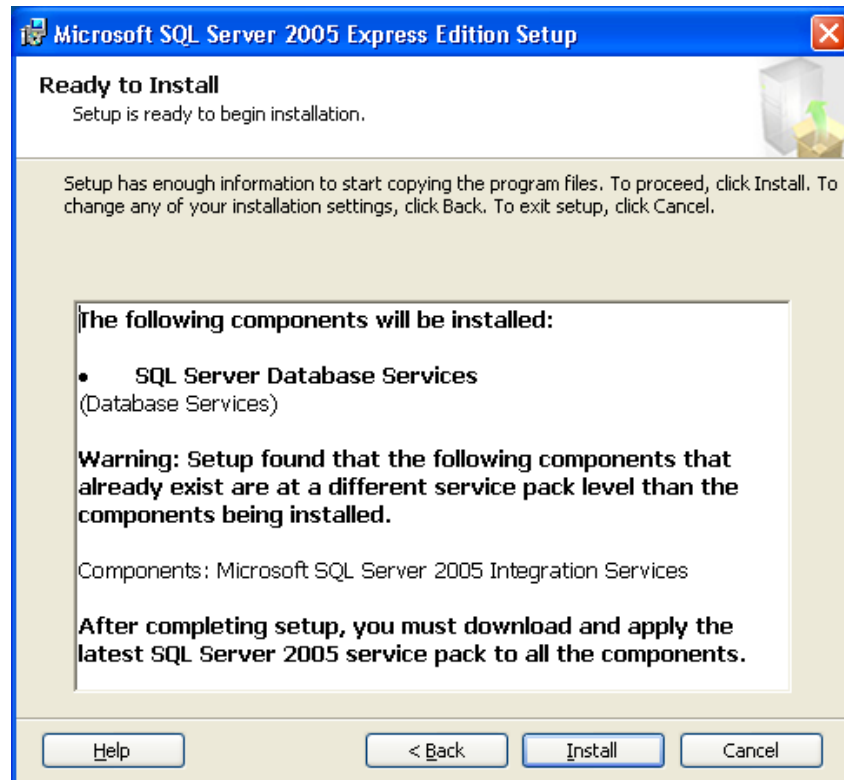 Microsoft SQL Server 2005 Express Edition Setup
Ready to Install
Setup is ready to begin installation.
Setup has enough information to start copying the program files. To proceed, click Install. To
change any of your installation settings, click Back. To exit setup, click Cancel.
The following components will be installed:
• SQL Server Database Services
(Database Services)
Warning: Setup found that the following components that
already exist are at a different service pack level than the
components being installed.
Components: Microsoft SQL Server 2005 Integration Services
After completing setup, you must download and apply the
latest SQL Server 2005 service pack to all the components.
Help
< Back
Install
Cancel